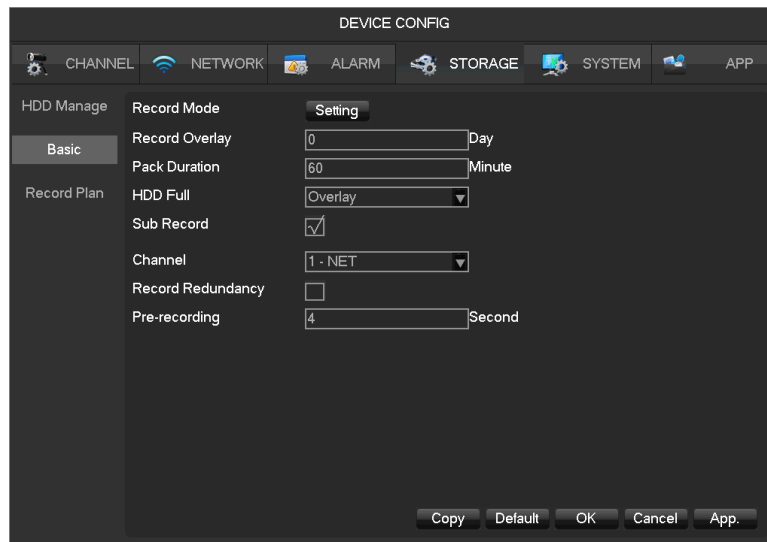 DEVICE CONFIG
CHANNEL NETWORK ALARM STORAGE SYSTEM APP
HDD Manage
Basic
Record Plan
Record Mode Setting
Record Overlay 0 Day
Pack Duration 60 Minute
HDD Full Overlay
Sub Record
Channel 1 - NET
Record Redundancy
Pre-recording 4 Second
Copy Default OK Cancel App.